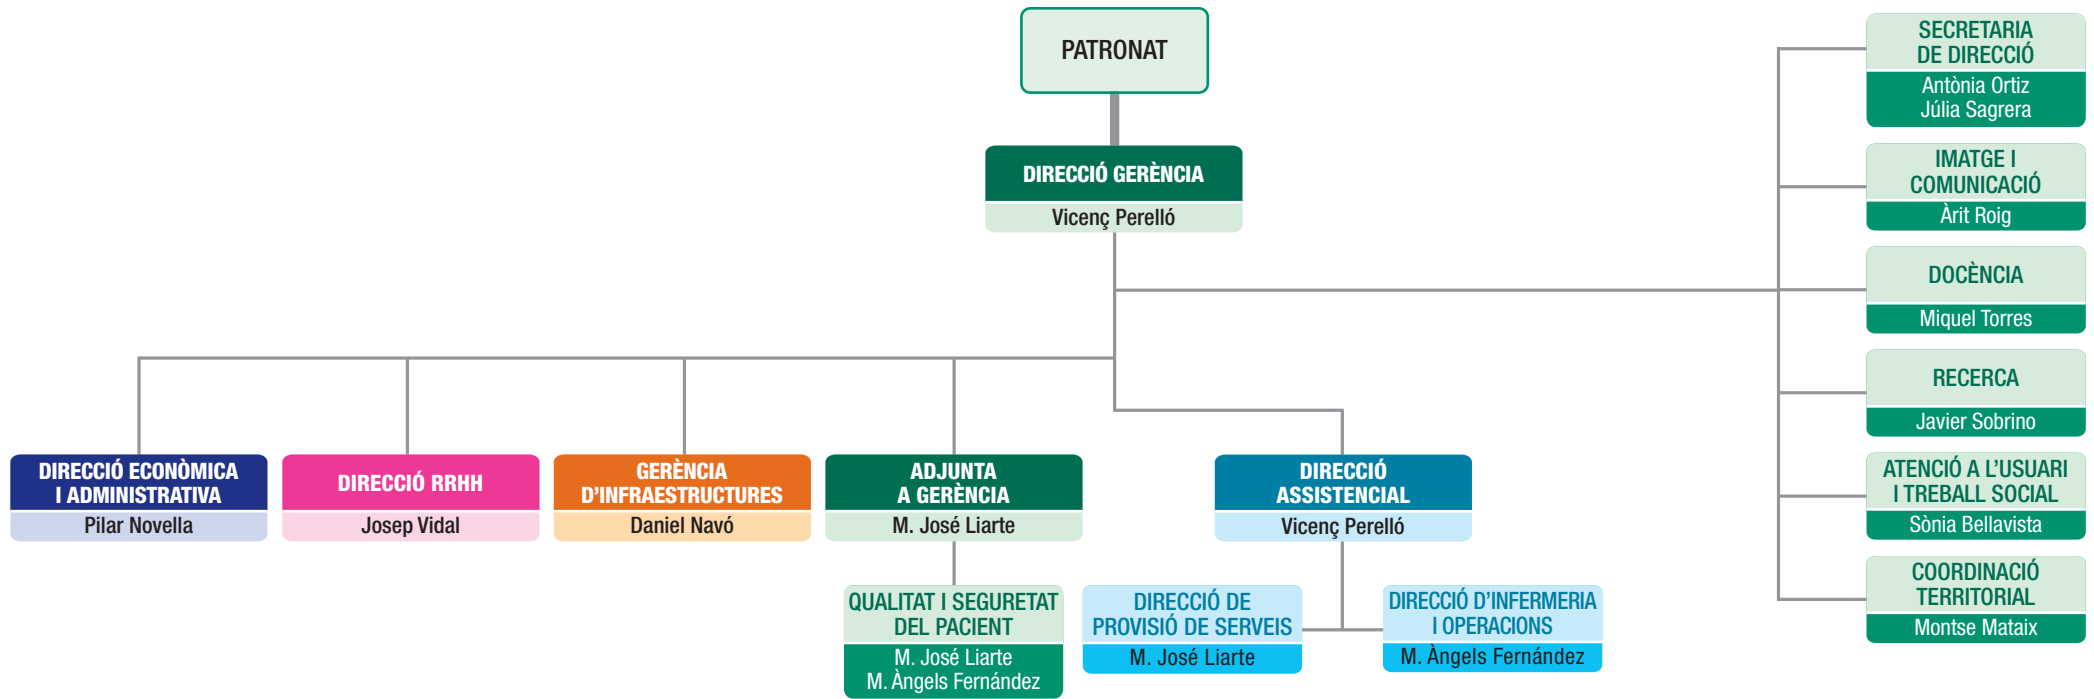 PATRONAT
DIRECCIÓ GERÈNCIA
Vicenç Perelló
SECRETARIA
DE DIRECCIÓ
Antònia Ortiz
Júlia Sagrera
IMATGE I
COMUNICACIÓ
Àrit Roig
DOCÈNCIA
Miquel Torres
RECERCA
Javier Sobrino
ATENCIÓ A L'USUARI
I TREBALL SOCIAL
Sònia Bellavista
COORDINACIÓ
TERRITORIAL
Montse Mataix
DIRECCIÓ ECONÒMICA
I ADMINISTRATIVA
Pilar Novella
DIRECCIÓ RRHH
Josep Vidal
GERÈNCIA
D'INFRAESTRUCTURES
Daniel Navó
ADJUNTA
A GERÈNCIA
M. José Liarte
DIRECCIÓ
ASSISTENCIAL
Vicenç Perelló
QUALITAT I SEGURETAT
DEL PACIENT
M. José Liarte
M. Àngels Fernández
DIRECCIÓ DE
PROVISIÓ DE SERVEIS
M. José Liarte
DIRECCIÓ D'INFERMERIA
I OPERACIONS
M. Àngels Fernández